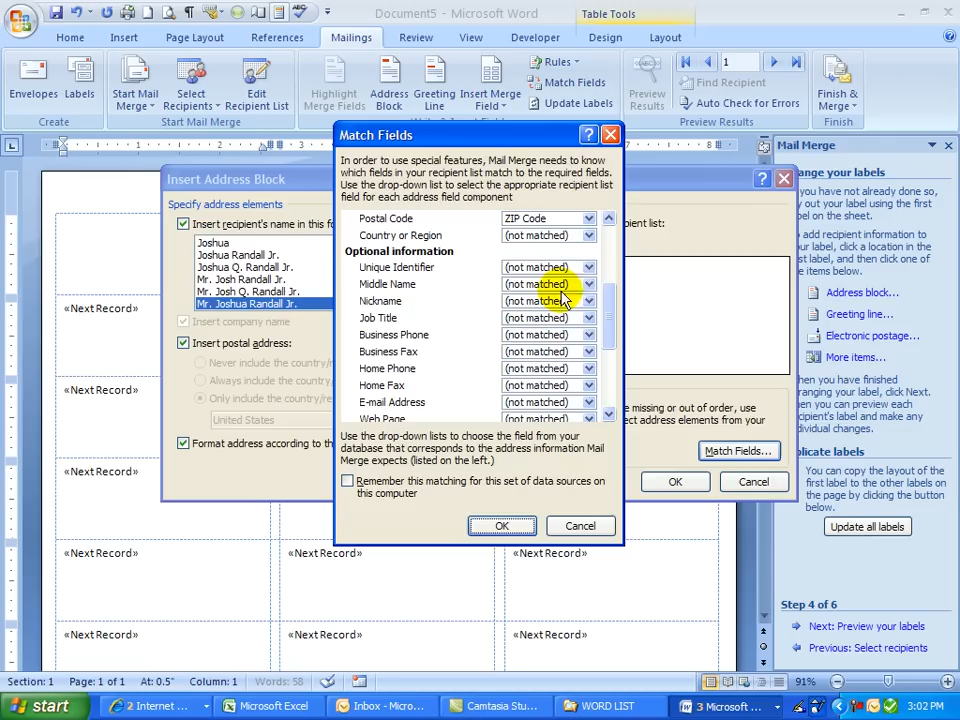 Document5 - Microsoft Word
Table Tools
Home Insert Page Layout References Mailings Review View Developer Design Layout
Envelopes Labels
Create
Start Mail Merge
Select Recipients
Edit Recipient List
Start Mail Merge
Highlight Merge Fields
Address Block
Greeting Line
Insert Merge Field
Rules
Match Fields
Update Labels
Preview Results
1
Find Recipient
Auto Check for Errors
Preview Results
Finish & Merge
Finish
Match Fields
In order to use special features, Mail Merge needs to know
which fields in your recipient list match to the required fields.
Use the drop-down list to select the appropriate recipient list
field for each address field component
Postal Code ZIP Code
Country or Region (not matched)
Optional information
Unique Identifier (not matched)
Middle Name (not matched)
Nickname (not matched)
Job Title (not matched)
Business Phone (not matched)
Business Fax (not matched)
Home Phone (not matched)
Home Fax (not matched)
E-mail Address (not matched)
Web Page (not matched)
Use the drop-down lists to choose the field from your
database that corresponds to the address information Mail
Merge expects (listed on the left.)
Remember this matching for this set of data sources on
this computer
OK Cancel
Insert Address Block
Specify address elements
Insert recipient's name in this fo
Joshua
Joshua Randall Jr.
Joshua Q. Randall Jr.
Mr. Josh Randall Jr.
Mr. Josh Q. Randall Jr.
Mr. Joshua Randall Jr.
Insert company name
Insert postal address:
Never include the country/re
Always include the country/
Only include the country/re
United States
Format address according to th
ient list:
e missing or out of order, use
ct address elements from your
Match Fields...
OK Cancel
«Next Record»
«Next Record»
«Next Record»
«Next Record» «Next Record» «Next Record»
«Next Record» «Next Record» «Next Record»
Mail Merge
ange your labels
you have not already done so,
label using the first
on the sheet.
add recipient information to
ur label, click a location in the
Address block...
Greeting line...
Electronic postage...
More items...
hen you have finished
ranging your label, click Next.
hen you can preview each
cipient's label and make any
dividual changes.
plicate labels
You can copy the layout of
the first label to the other labels
on the page by clicking the
button below.
Update all labels
Step 4 of 6
Next: Preview your labels
Previous: Select recipients
Section: 1 Page: 1 of 1 At: 0.5" Column: 1 Words: 58 91%
start 2 Internet ... Microsoft Excel Inbox - Micro... Camtasia Stu... WORD LIST 3 Microsoft ... 3:02 PM